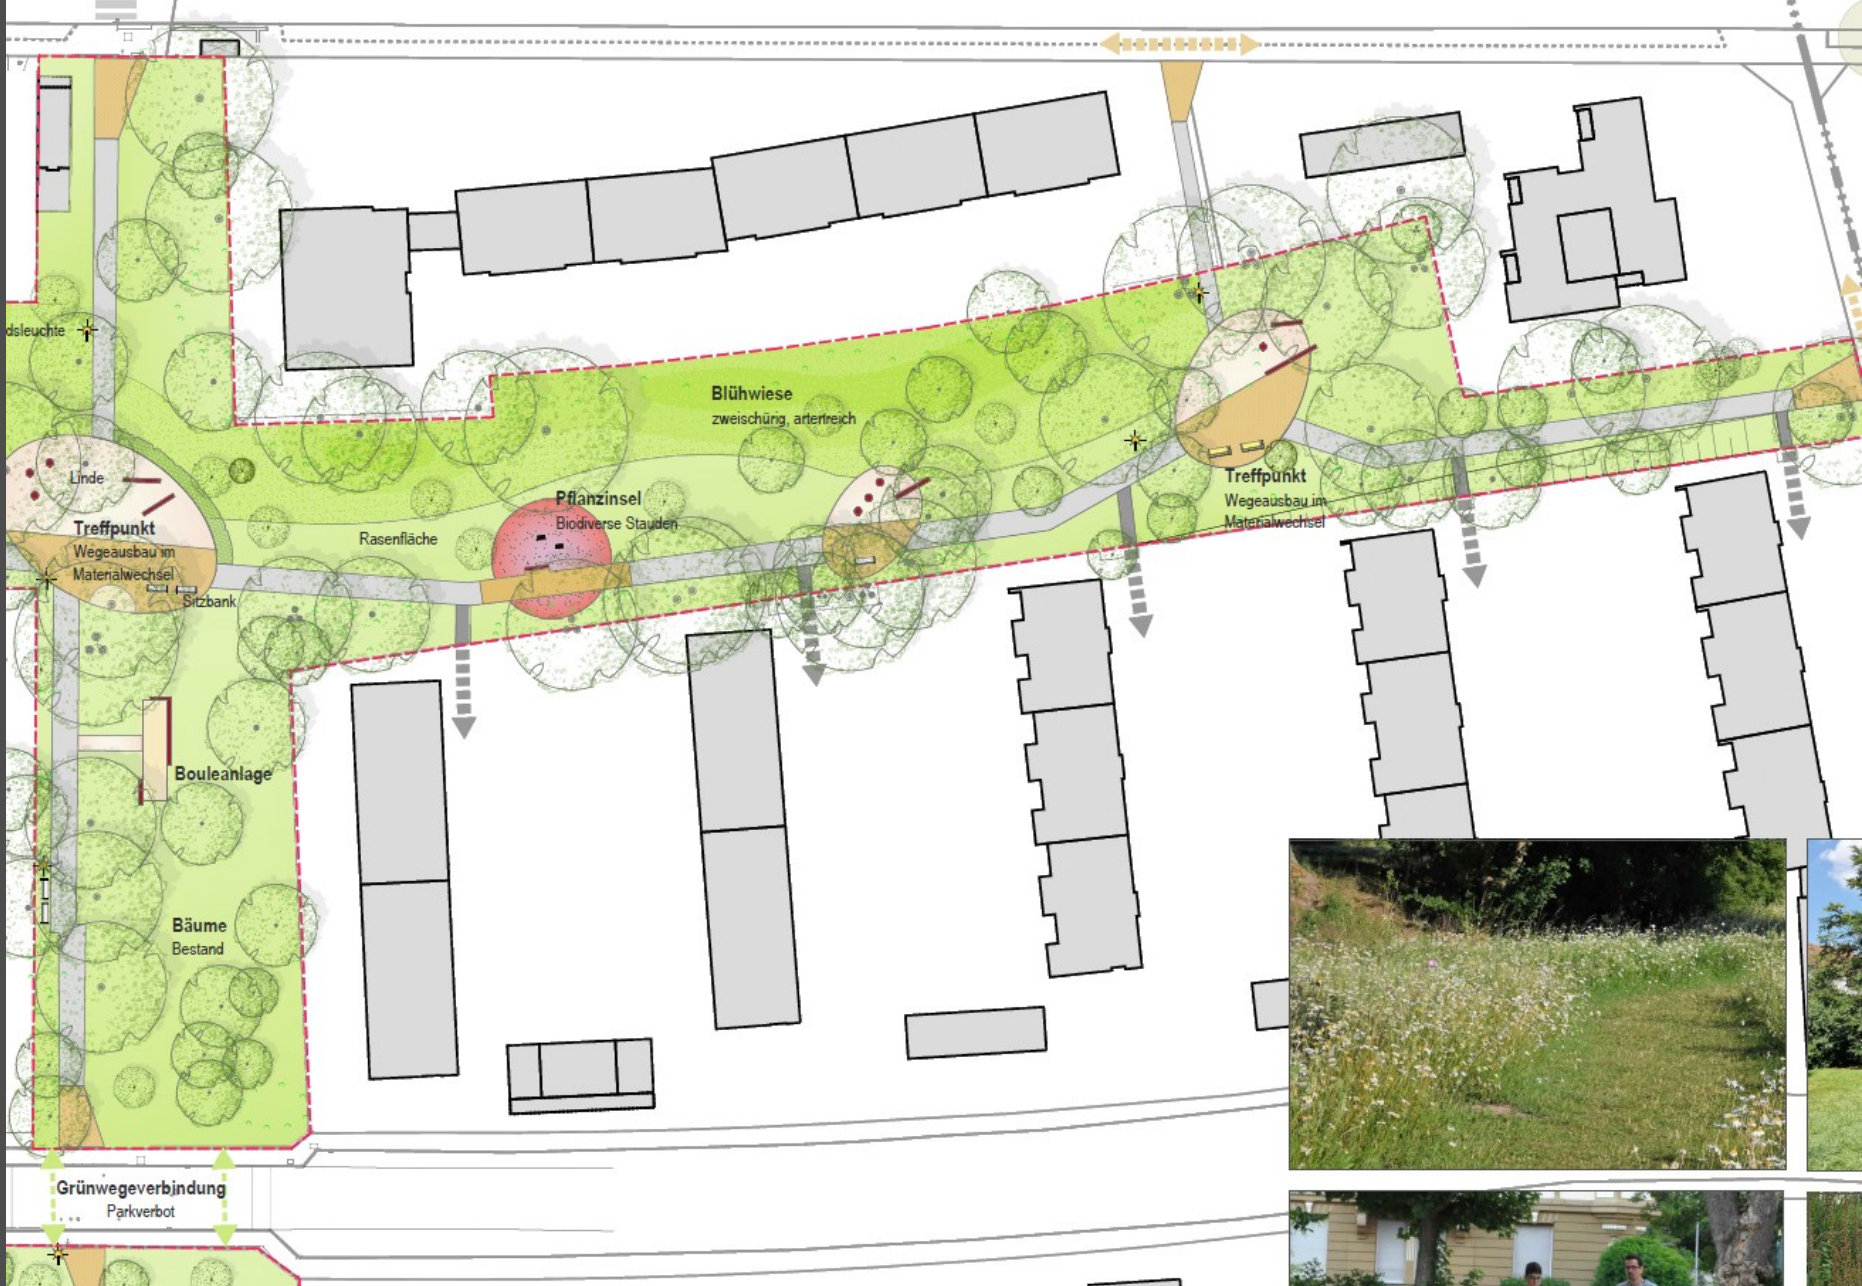 dsleuchte
Blühwiese
zweischürig, artenreich
Linde
Treffpunkt
Wegeausbau im
Materialwechsel
Sitzbank
Rasenfläche
Pflanzinsel
Biodiverse Stauden
Treffpunkt
Wegeausbau im
Materialwechsel
Bouleanlage
Bäume
Bestand
Grünwegeverbindung
Parkverbot